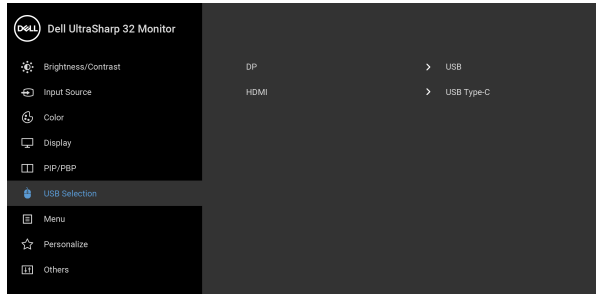 DELL Dell UltraSharp 32 Monitor
Brightness/Contrast
Input Source
Color
Display
PIP/PBP
USB Selection
Menu
Personalize
Others
DP > USB
HDMI > USB Type-C